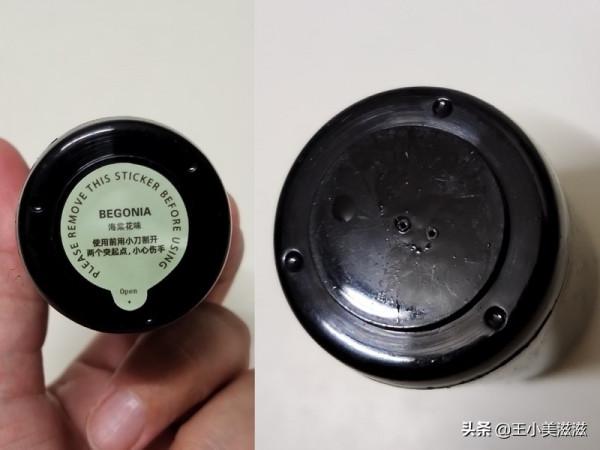 PLEASE REMOVE THIS STICKER BEFORE USING
BEGONIA
海棠花味
使用前用小刀割开
两个突起点，小心伤手
Open
头条 @王小美滋滋